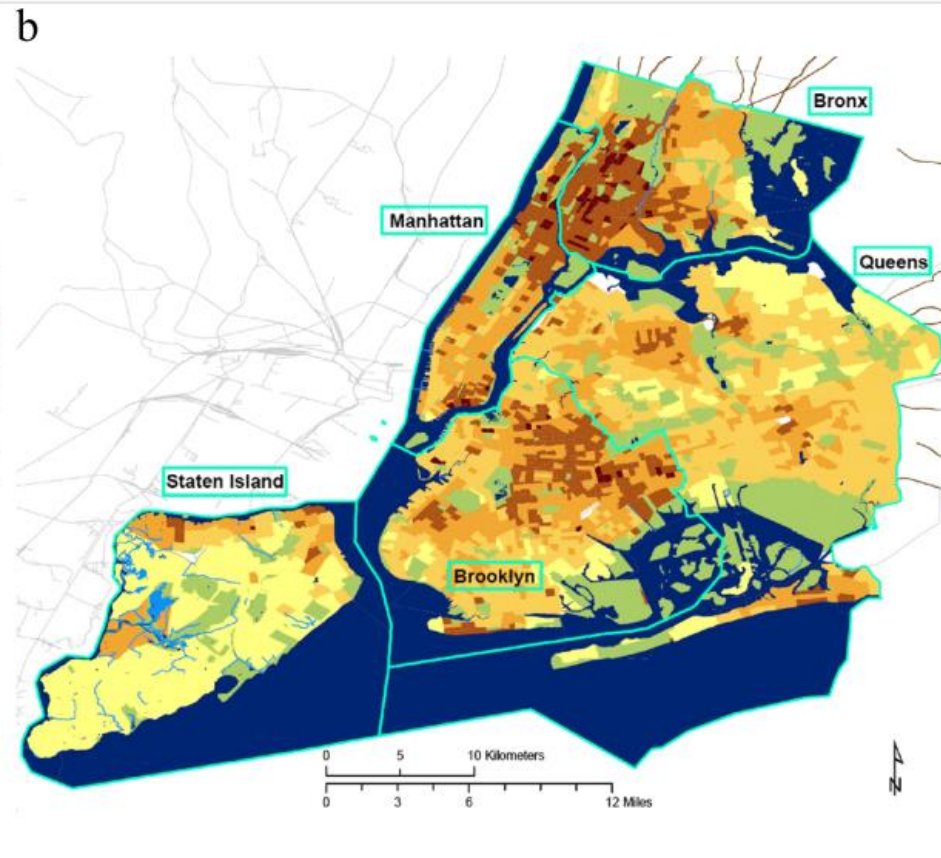 b
Bronx
Manhattan
Queens
Staten Island
Brooklyn
0 5 10 Kilometers
0 3 6 12 Miles
N